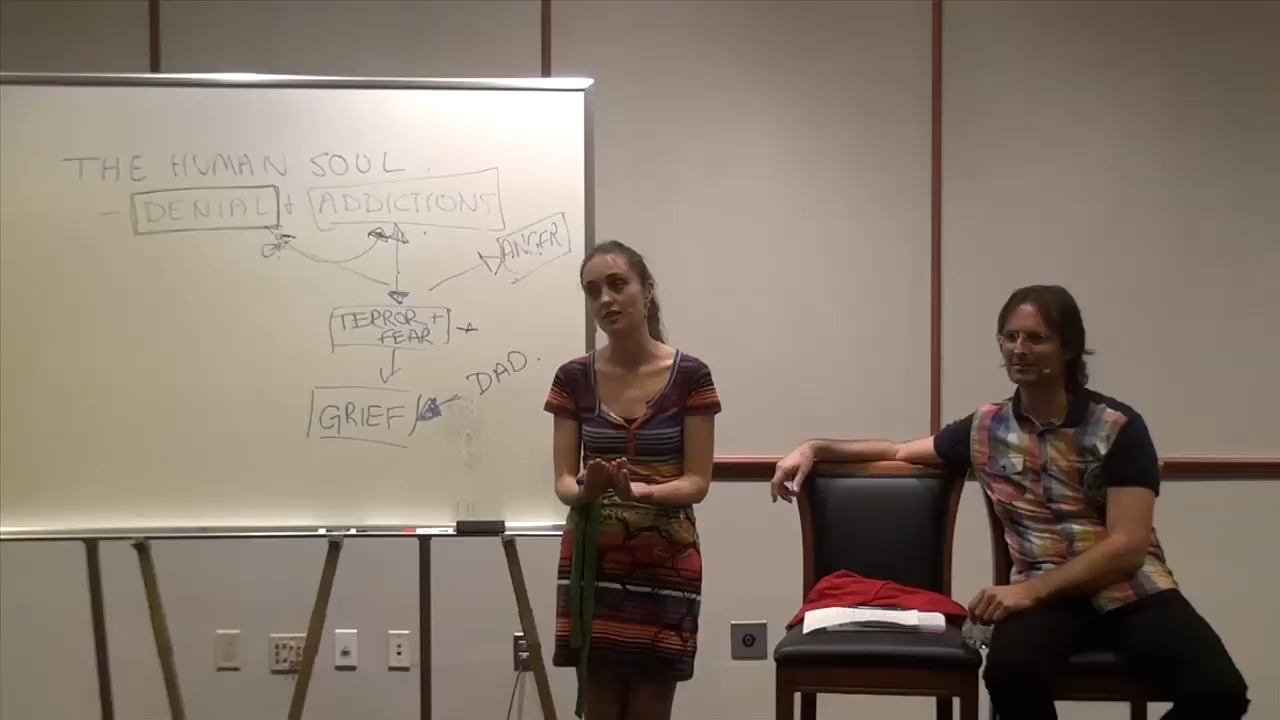 THE HUMAN SOUL.
- DENIAL + ADDICTIONS
ANGER
TERROR +
FEAR
DAD.
GRIEF